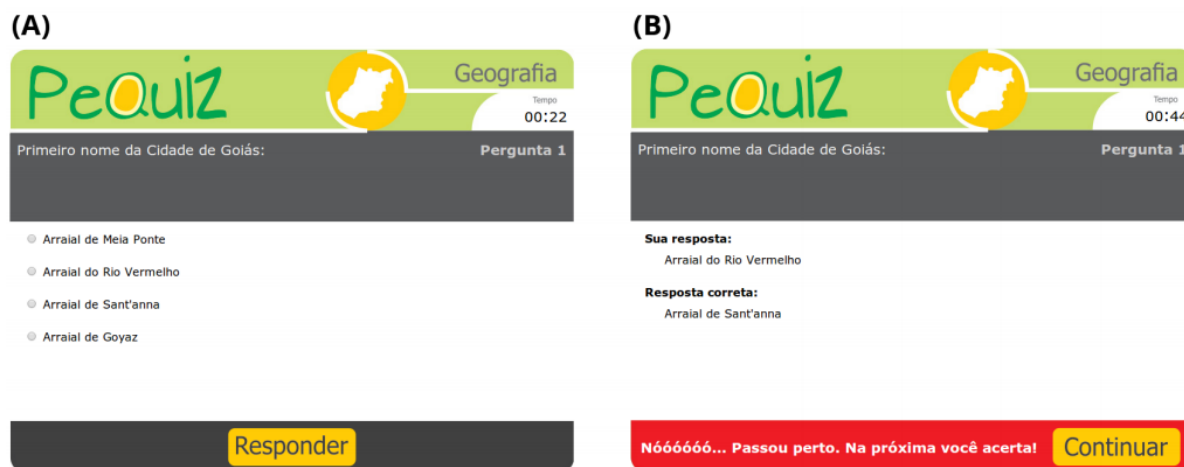 (A)
PeQuiz
Geografia
Tempo
00:22
Primeiro nome da Cidade de Goiás:
Pergunta 1
Arraial de Meia Ponte
Arraial do Rio Vermelho
Arraial de Sant'anna
Arraial de Goyaz
Responder
(B)
PeQuiz
Geografia
Tempo
00:44
Primeiro nome da Cidade de Goiás:
Pergunta 1
Sua resposta:
Arraial do Rio Vermelho
Resposta correta:
Arraial de Sant'anna
Nóóóóóó... Passou perto. Na próxima você acerta!
Continuar